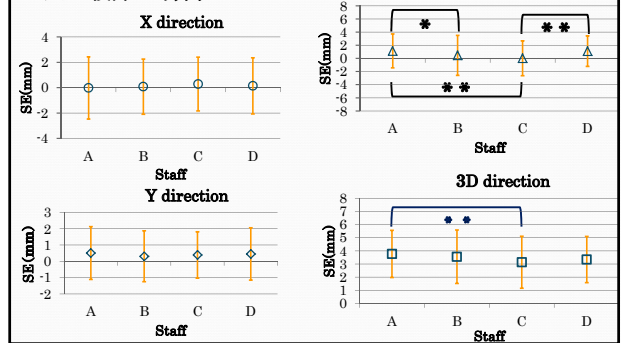 X direction
4
2
0
-2
-4
SE(mm)
A B C D
Staff
8
6
4
2
0
-2
-4
-6
-8
SE(mm)
*
**
**
A B C D
Staff
Y direction
3
2
1
0
-1
-2
SE(mm)
A B C D
Staff
3D direction
8
7
6
5
4
3
2
1
0
SE(mm)
**
A B C D
Staff